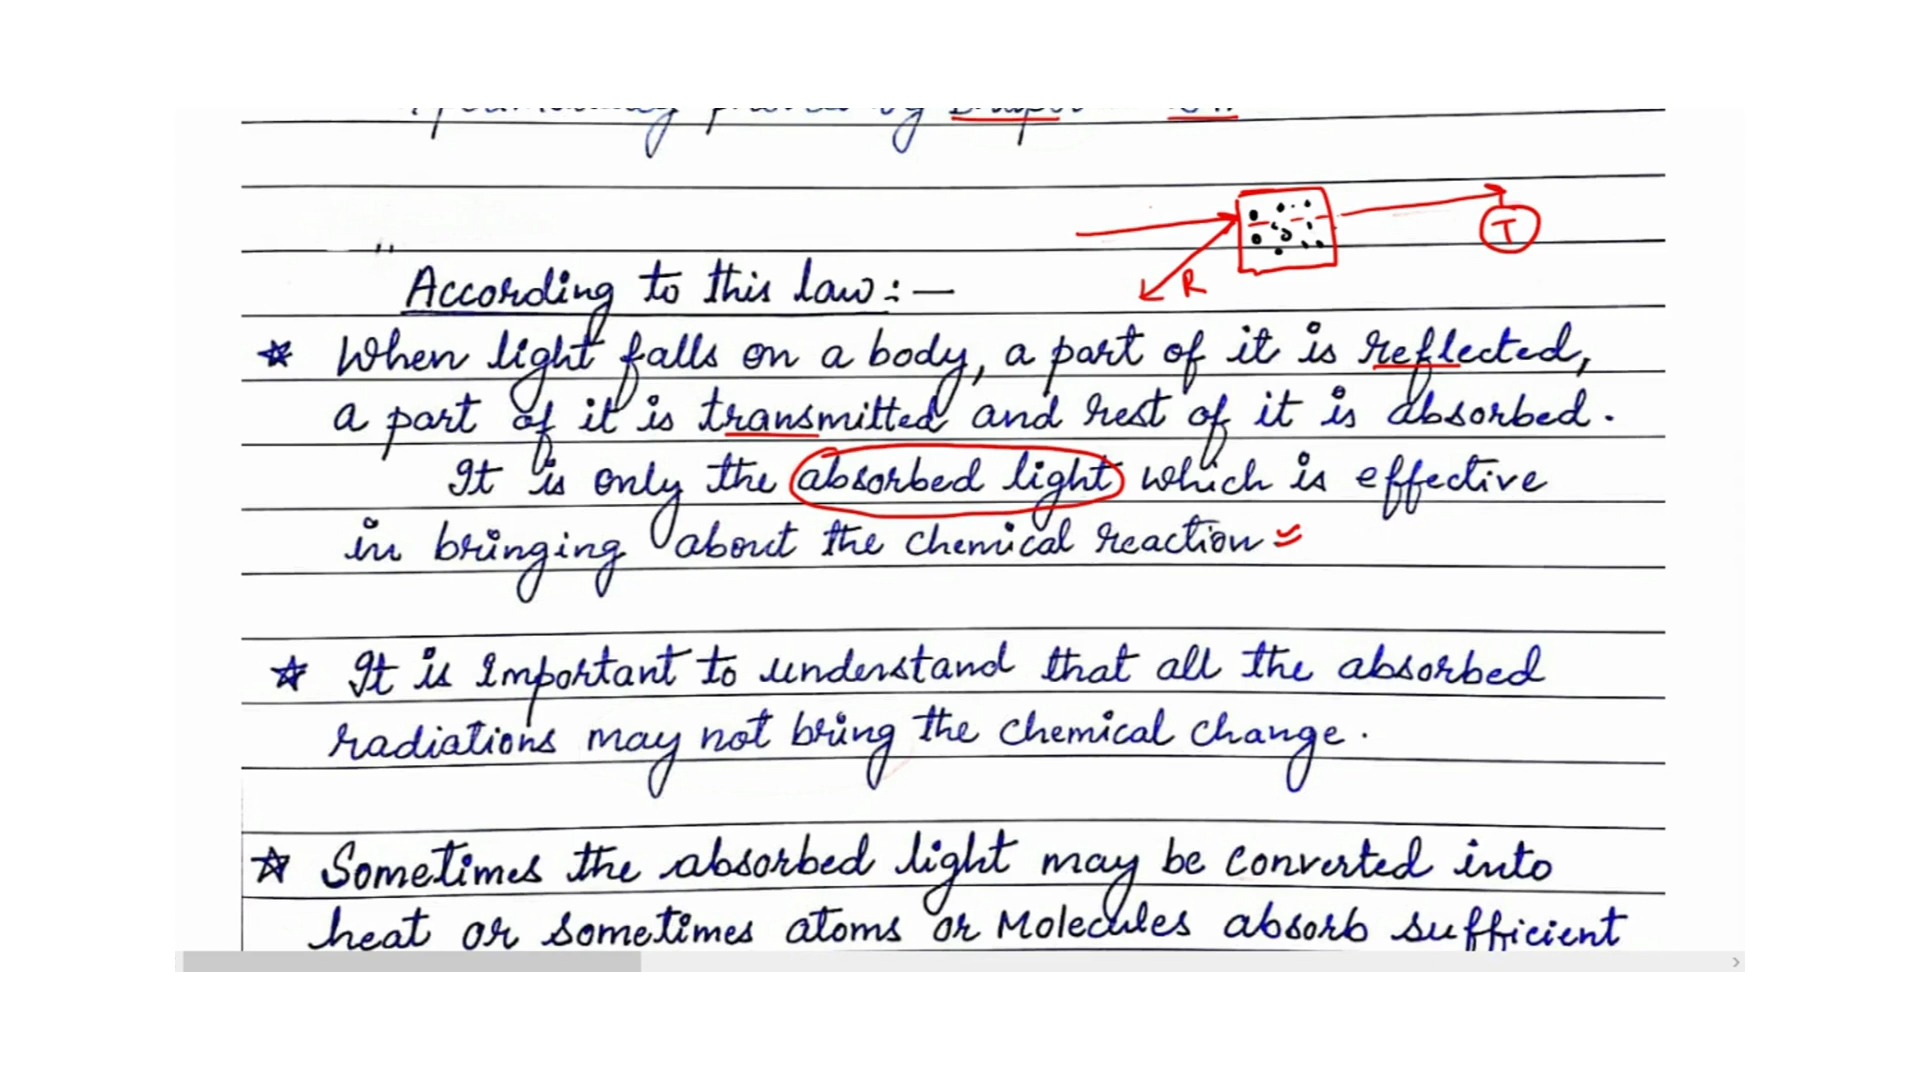 by
T
R
"
According to this law:—
☆ When light falls on a body, a part of it is reflected,
a part of it is transmitted and rest of it is absorbed.
It is only the absorbed light which is effective
in bringing about the chemical reaction
☆ It is Important to understand that all the absorbed
radiations may not bring the chemical change.
☆ Sometimes the absorbed light may be converted into
heat or sometimes atoms or Molecules absorb sufficient